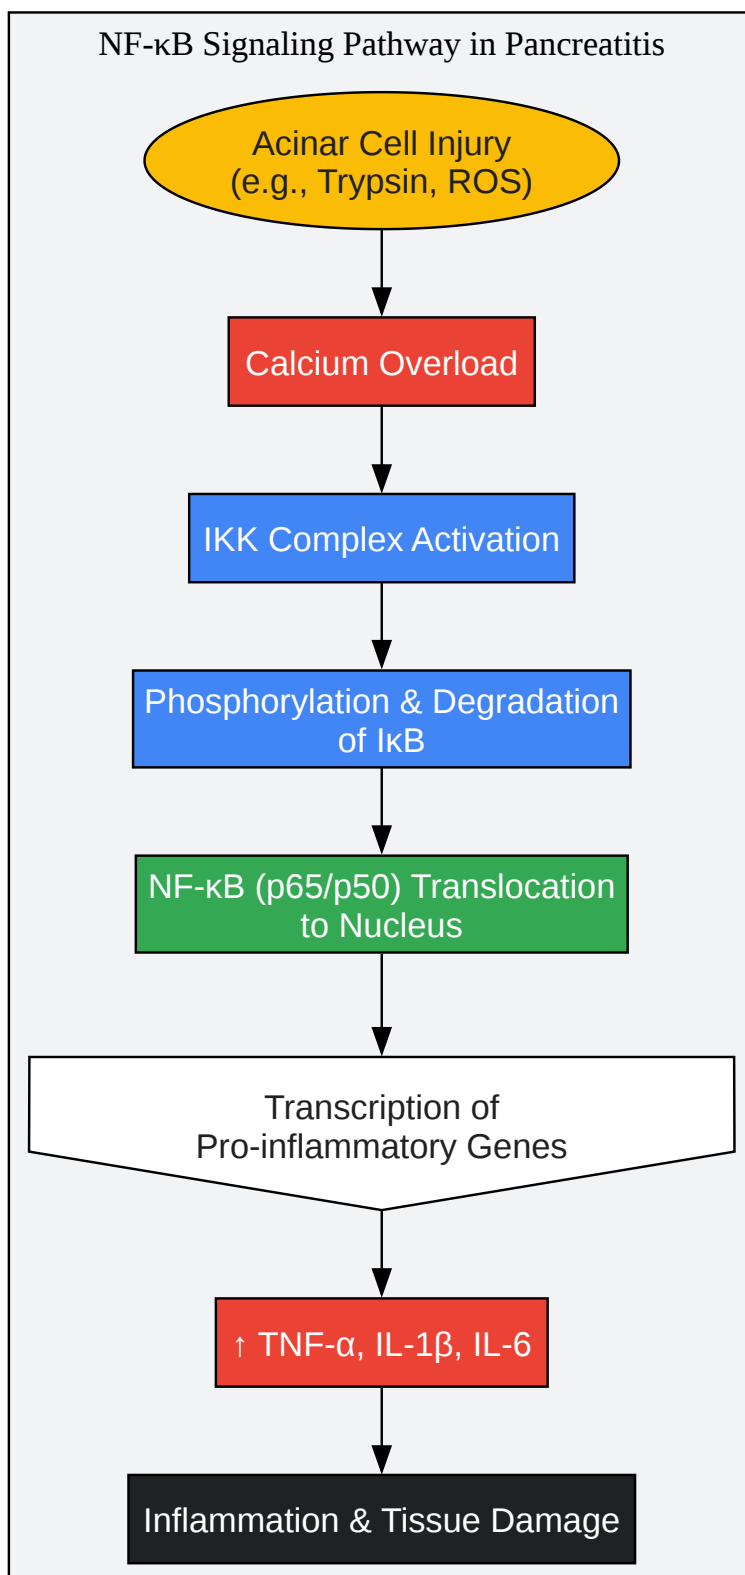 NF-κB Signaling Pathway in Pancreatitis
Acinar Cell Injury
(e.g., Trypsin, ROS)
Calcium Overload
IKK Complex Activation
Phosphorylation & Degradation
of IκB
NF-κB (p65/p50) Translocation
to Nucleus
Transcription of
Pro-inflammatory Genes
↑ TNF-α, IL-1β, IL-6
Inflammation & Tissue Damage